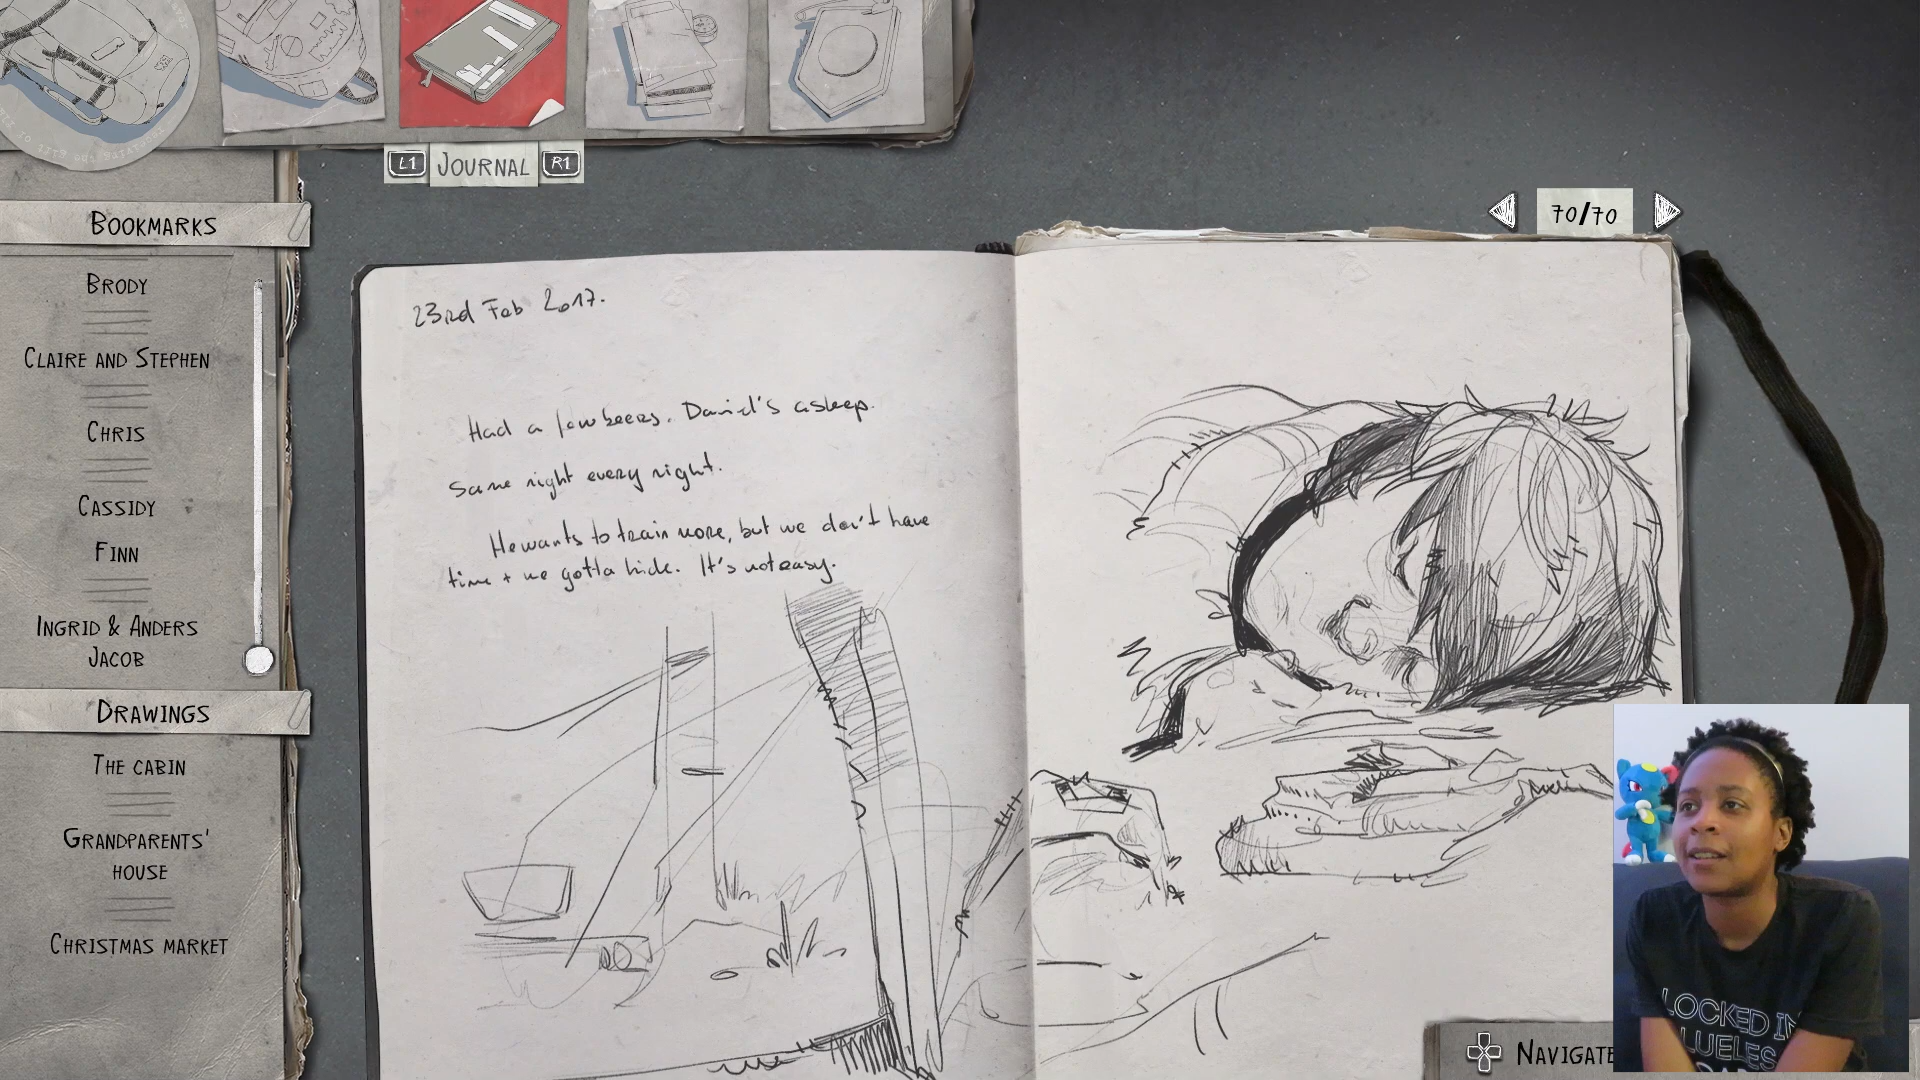 L1 JOURNAL R1
70/70
BOOKMARKS
BRODY
CLAIRE AND STEPHEN
CHRIS
CASSIDY
FINN
INGRID & ANDERS
JACOB
DRAWINGS
THE CABIN
GRANDPARENTS'
HOUSE
CHRISTMAS MARKET
23rd Feb 2017.
Had a few beers. Daniel's asleep.
Same night every night.
He wants to train more, but we don't have
time + we gotta hide. It's not easy.
NAVIGATE
LOCKED IN